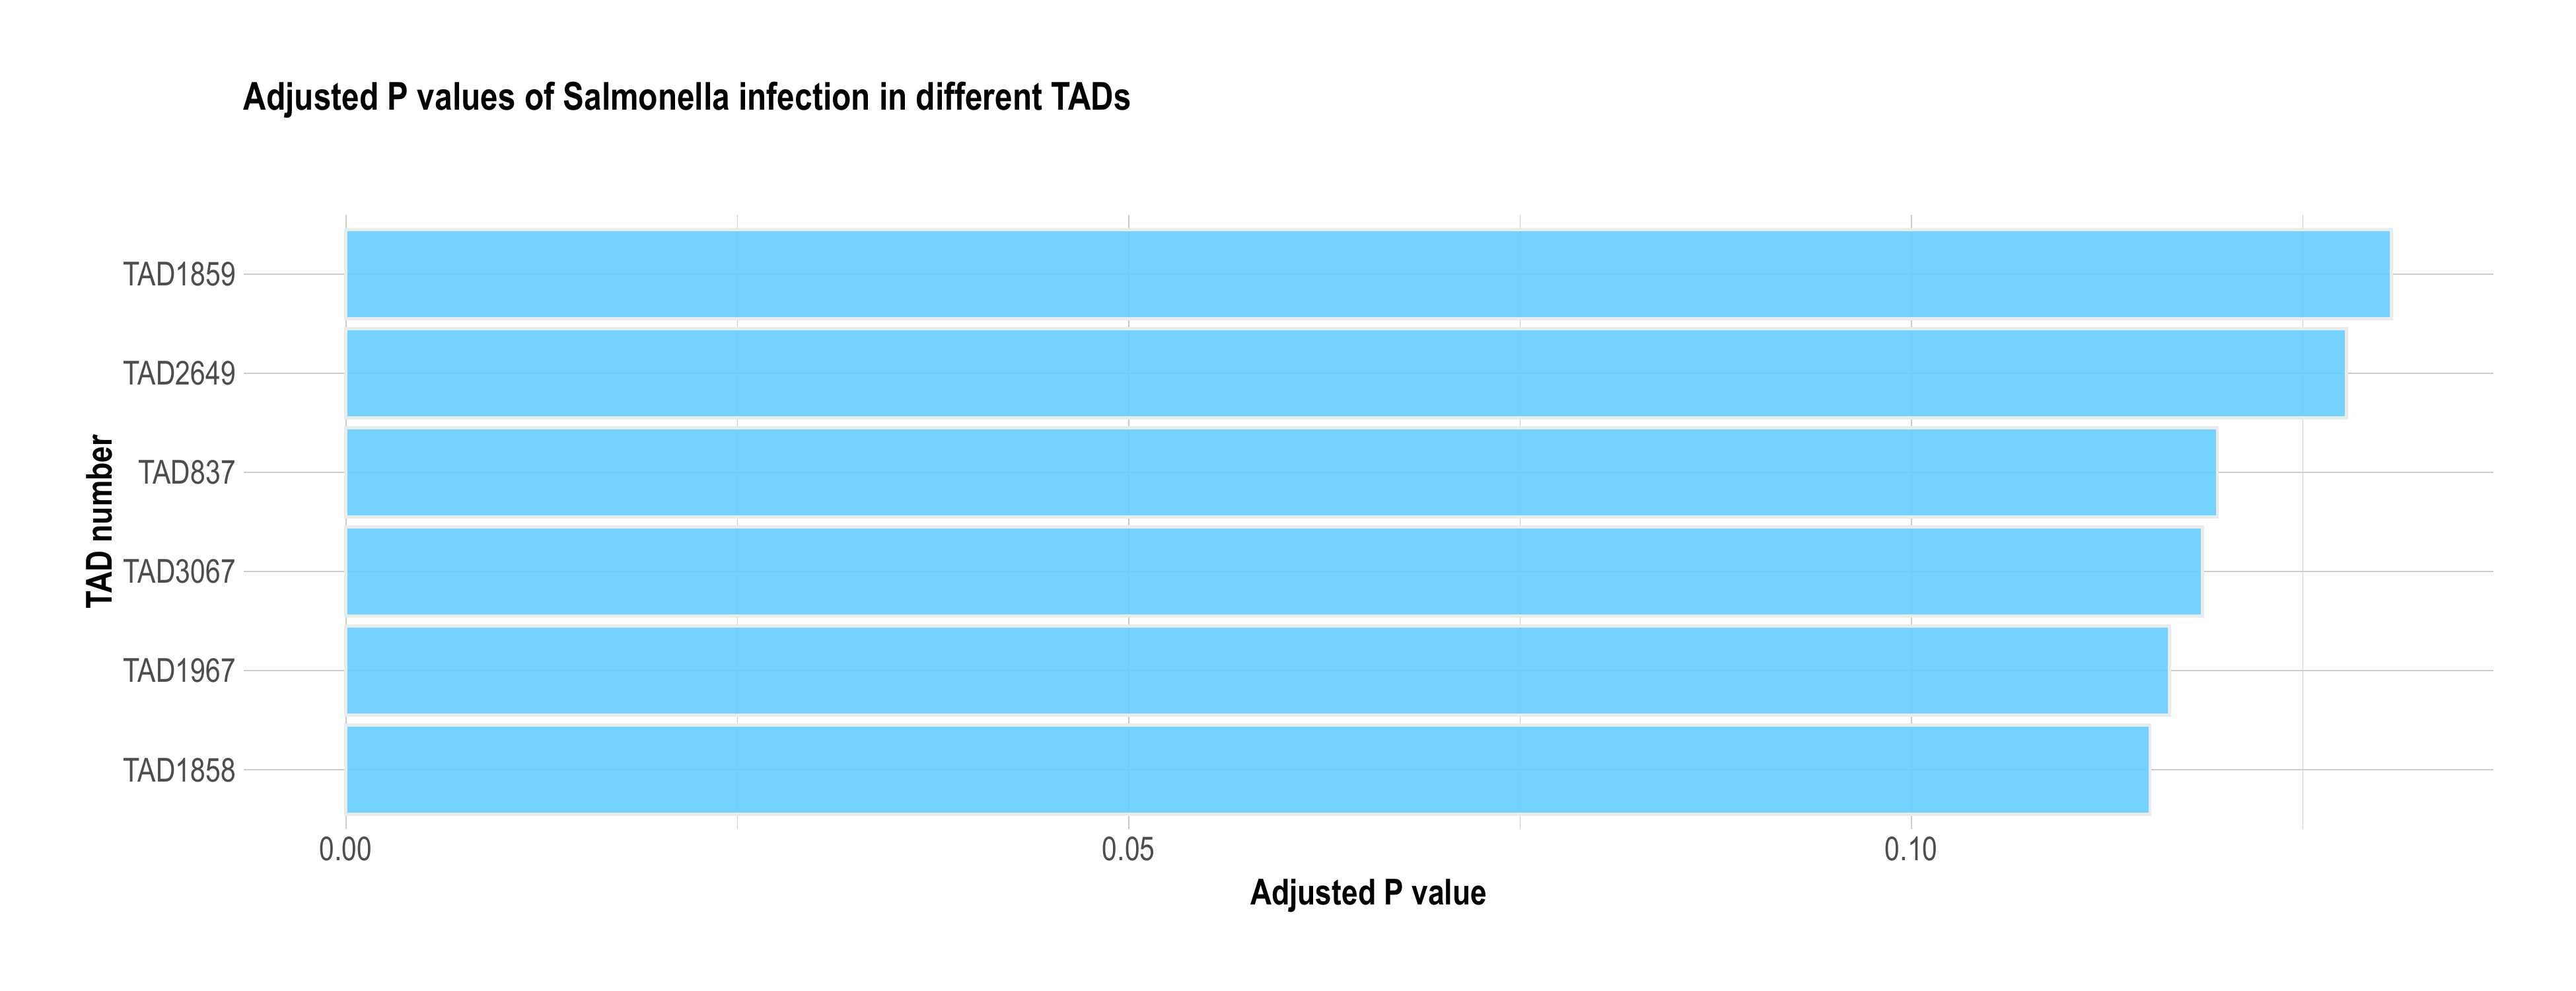 Adjusted P values of Salmonella infection in different TADs
TAD number
TAD1859
TAD2649
TAD837
TAD3067
TAD1967
TAD1858
0.00 0.05 0.10
Adjusted P value